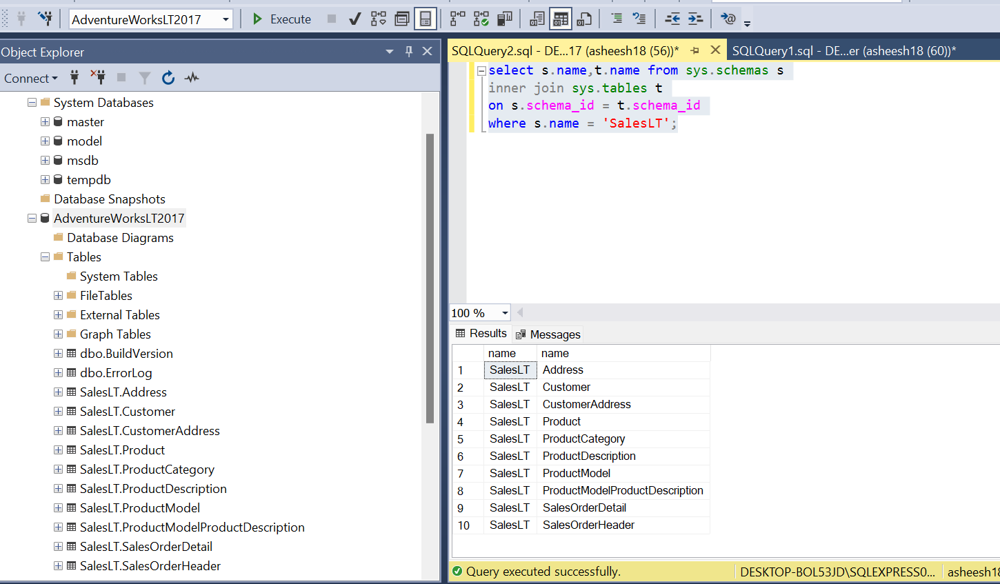 AdventureWorksLT2017
Execute
Object Explorer
Connect
System Databases
master
model
msdb
tempdb
Database Snapshots
AdventureWorksLT2017
Database Diagrams
Tables
System Tables
FileTables
External Tables
Graph Tables
dbo.BuildVersion
dbo.ErrorLog
SalesLT.Address
SalesLT.Customer
SalesLT.CustomerAddress
SalesLT.Product
SalesLT.ProductCategory
SalesLT.ProductDescription
SalesLT.ProductModel
SalesLT.ProductModelProductDescription
SalesLT.SalesOrderDetail
SalesLT.SalesOrderHeader
SQLQuery2.sql - DE...17 (asheesh18 (56))*
SQLQuery1.sql - DE...er (asheesh18 (60))*
select s.name,t.name from sys.schemas s
inner join sys.tables t
on s.schema_id = t.schema_id
where s.name = 'SalesLT';
100 %
Results
Messages
name name
1 SalesLT Address
2 SalesLT Customer
3 SalesLT CustomerAddress
4 SalesLT Product
5 SalesLT ProductCategory
6 SalesLT ProductDescription
7 SalesLT ProductModel
8 SalesLT ProductModelProductDescription
9 SalesLT SalesOrderDetail
10 SalesLT SalesOrderHeader
Query executed successfully.
DESKTOP-BOL53JD\SQLEXPRESS0...
asheesh18